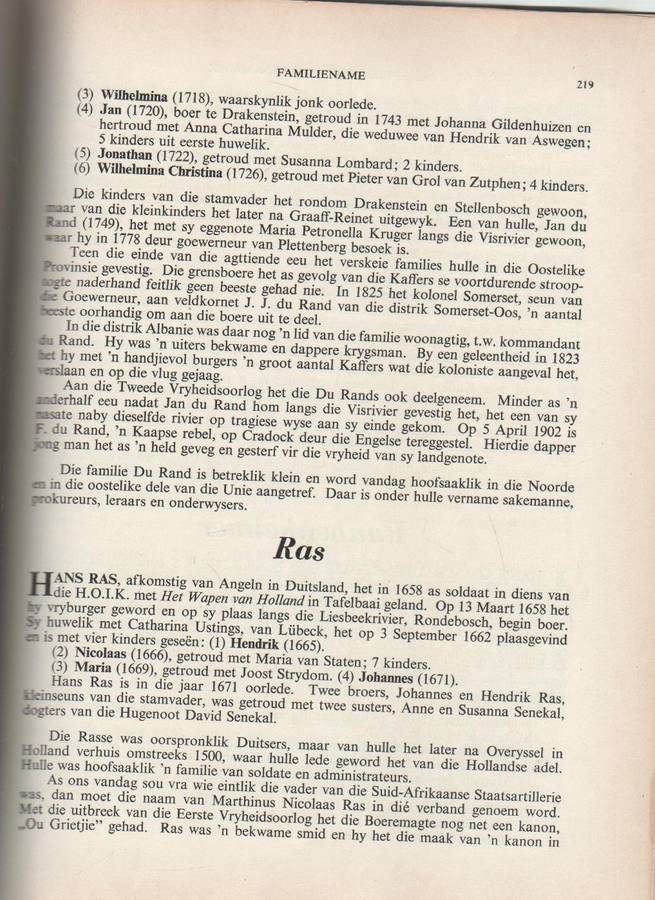 FAMILIENAME
219
(3) Wilhelmina (1718), waarskynlik jonk oorlede.
(4) Jan (1720), boer te Drakenstein, getroud in 1743 met Johanna Gildenhuizen en
hertroud met Anna Catharina Mulder, die weduwee van Hendrik van Aswegen;
5 kinders uit eerste huwelik.
(5) Jonathan (1722), getroud met Susanna Lombard; 2 kinders.
(6) Wilhelmina Christina (1726), getroud met Pieter van Grol van Zutphen; 4 kinders.
Die kinders van die stamvader het rondom Drakenstein en Stellenbosch gewoon,
maar van die kleinkinders het later na Graaff-Reinet uitgewyk. Een van hulle, Jan du
Rand (1749), het met sy eggenote Maria Petronella Kruger langs die Visrivier gewoon,
waar hy in 1778 deur goewerneur van Plettenberg besoek is.
Teen die einde van die agttiende eeu het verskeie families hulle in die Oostelike
Provinsie gevestig. Die grensboere het as gevolg van die Kaffers se voortdurende stroop-
togte naderhand feitlik geen beeste gehad nie. In 1825 het kolonel Somerset, seun van
die Goewerneur, aan veldkornet J. J. du Rand van die distrik Somerset-Oos, 'n aantal
beeste oorhandig om aan die boere uit te deel.
In die distrik Albanie was daar nog 'n lid van die familie woonagtig, t.w. kommandant
du Rand. Hy was 'n uiters bekwame en dappere krygsman. By een geleentheid in 1823
het hy met 'n handjievol burgers 'n groot aantal Kaffers wat die koloniste aangeval het,
verslaan en op die vlug gejaag.
Aan die Tweede Vryheidsoorlog het die Du Rands ook deelgeneem. Minder as 'n
anderhalf eeu nadat Jan du Rand hom langs die Visrivier gevestig het, het een van sy
nasate naby dieselfde rivier op tragiese wyse aan sy einde gekom. Op 5 April 1902 is
F. du Rand, 'n Kaapse rebel, op Cradock deur die Engelse tereggestel. Hierdie dapper
jong man het as 'n held geveg en gesterf vir die vryheid van sy landgenote.
Die familie Du Rand is betreklik klein en word vandag hoofsaaklik in die Noorde
en in die oostelike dele van die Unie aangetref. Daar is onder hulle vername sakemanne,
prokureurs, leraars en onderwysers.
Ras
HANS RAS, afkomstig van Angeln in Duitsland, het in 1658 as soldaat in diens van
die H.O.I.K. met Het Wapen van Holland in Tafelbaai geland. Op 13 Maart 1658 het
hy vryburger geword en op sy plaas langs die Liesbeekrivier, Rondebosch, begin boer.
Sy huwelik met Catharina Ustings, van Lübeck, het op 3 September 1662 plaasgevind
en is met vier kinders geseën: (1) Hendrik (1665).
(2) Nicolaas (1666), getroud met Maria van Staten; 7 kinders.
(3) Maria (1669), getroud met Joost Strydom. (4) Johannes (1671).
Hans Ras is in die jaar 1671 oorlede. Twee broers, Johannes en Hendrik Ras,
kleinseuns van die stamvader, was getroud met twee susters, Anne en Susanna Senekal,
dogters van die Hugenoot David Senekal.
Die Rasse was oorspronklik Duitsers, maar van hulle het later na Overyssel in
Holland verhuis omstreeks 1500, waar hulle lede geword het van die Hollandse adel.
Hulle was hoofsaaklik 'n familie van soldate en administrateurs.
As ons vandag sou vra wie eintlik die vader van die Suid-Afrikaanse Staatsartillerie
was, dan moet die naam van Marthinus Nicolaas Ras in dié verband genoem word.
Met die uitbreek van die Eerste Vryheidsoorlog het die Boeremagte nog net een kanon,
„Ou Grietjie” gehad. Ras was 'n bekwame smid en hy het die maak van 'n kanon in